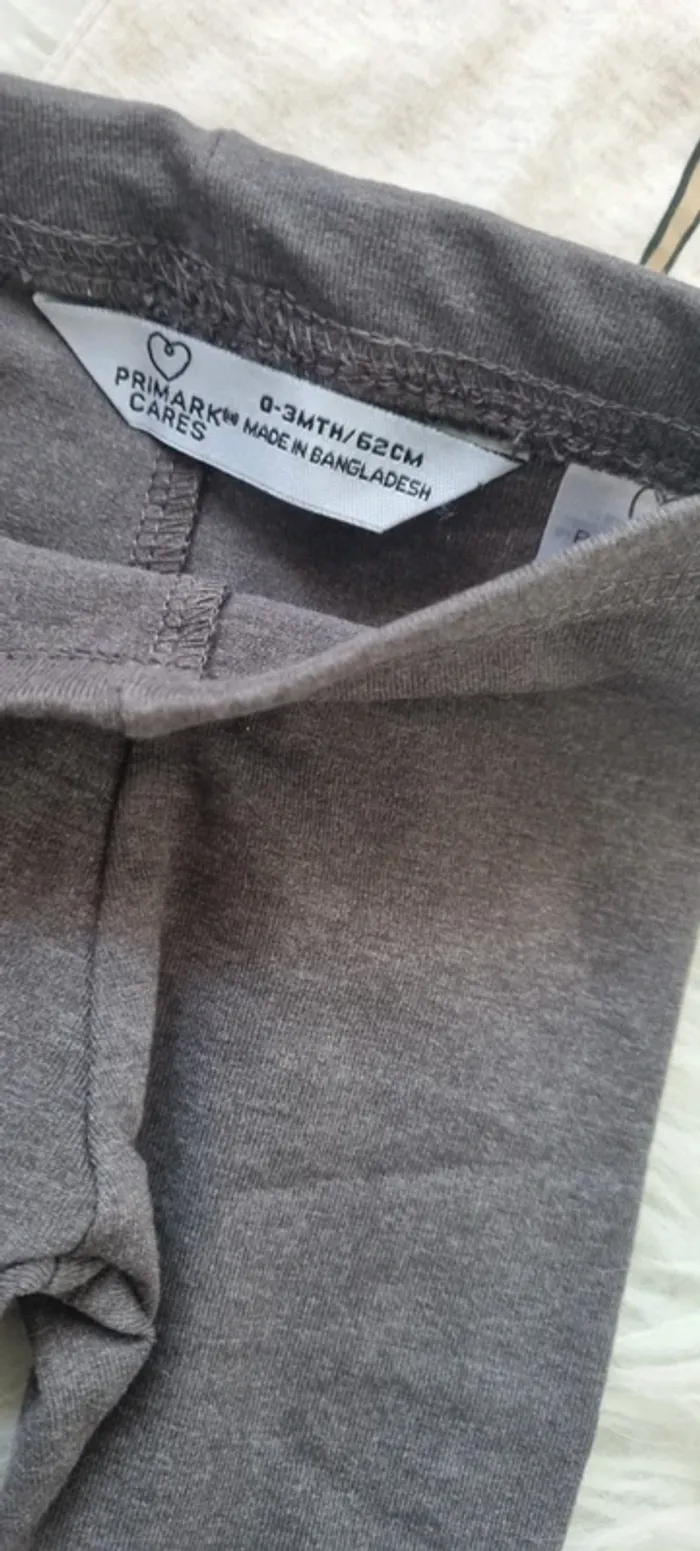 PRIMARK
CARES
0-3MTH/62CM
MADE IN BANGLADESH